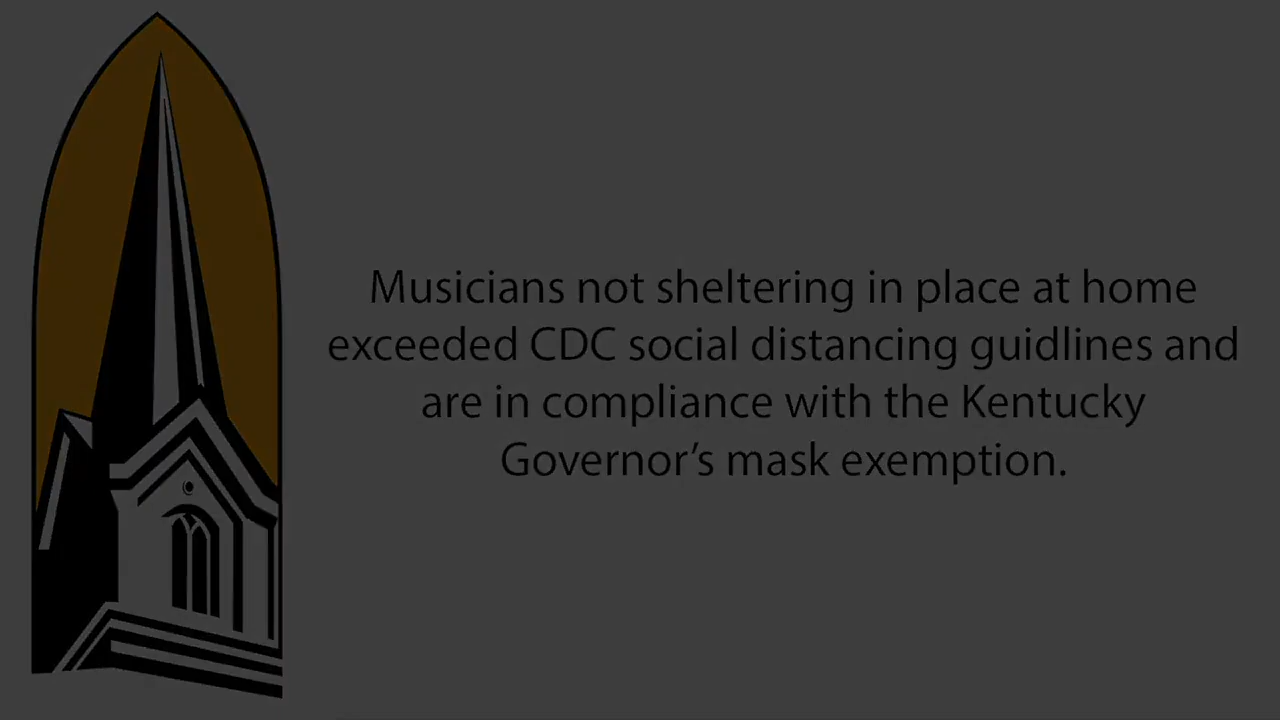 Musicians not sheltering in place at home
exceeded CDC social distancing guidlines and
are in compliance with the Kentucky
Governor’s mask exemption.